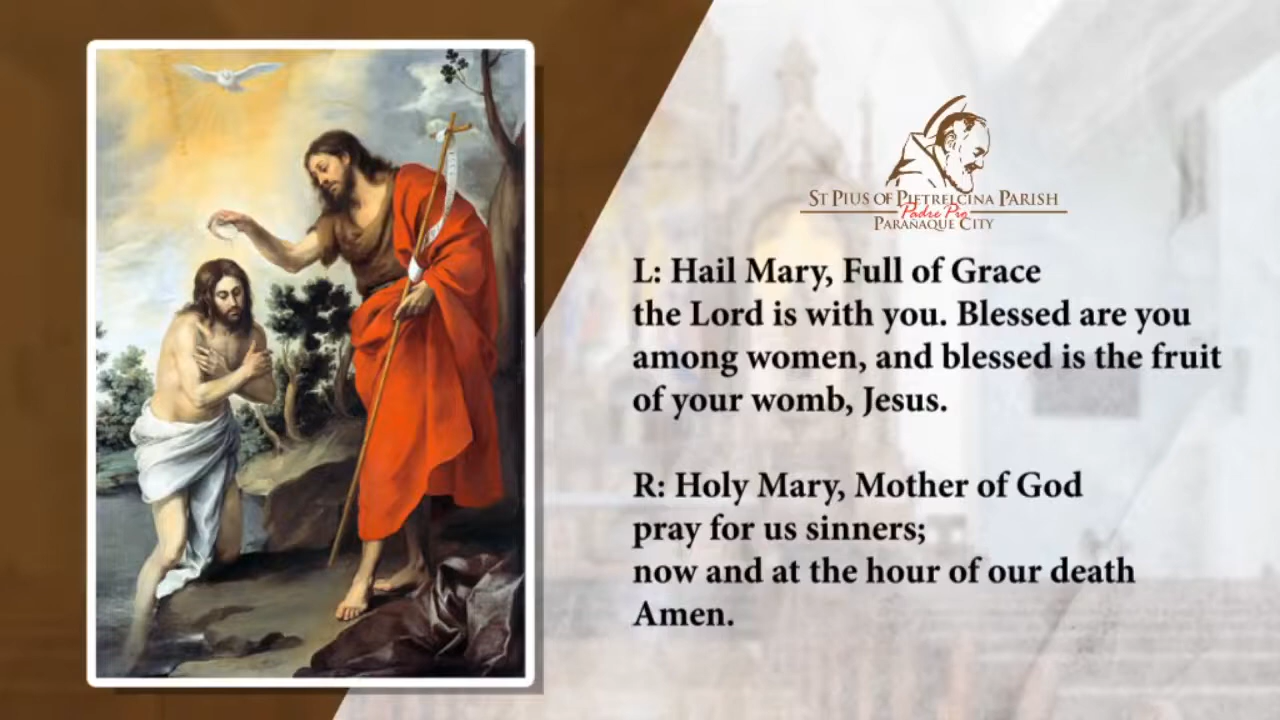 ST PIUS OF PIETRELCINA PARISH
Padre Pio
PARAÑAQUE CITY
L: Hail Mary, Full of Grace
the Lord is with you. Blessed are you
among women, and blessed is the fruit
of your womb, Jesus.
R: Holy Mary, Mother of God
pray for us sinners;
now and at the hour of our death
Amen.